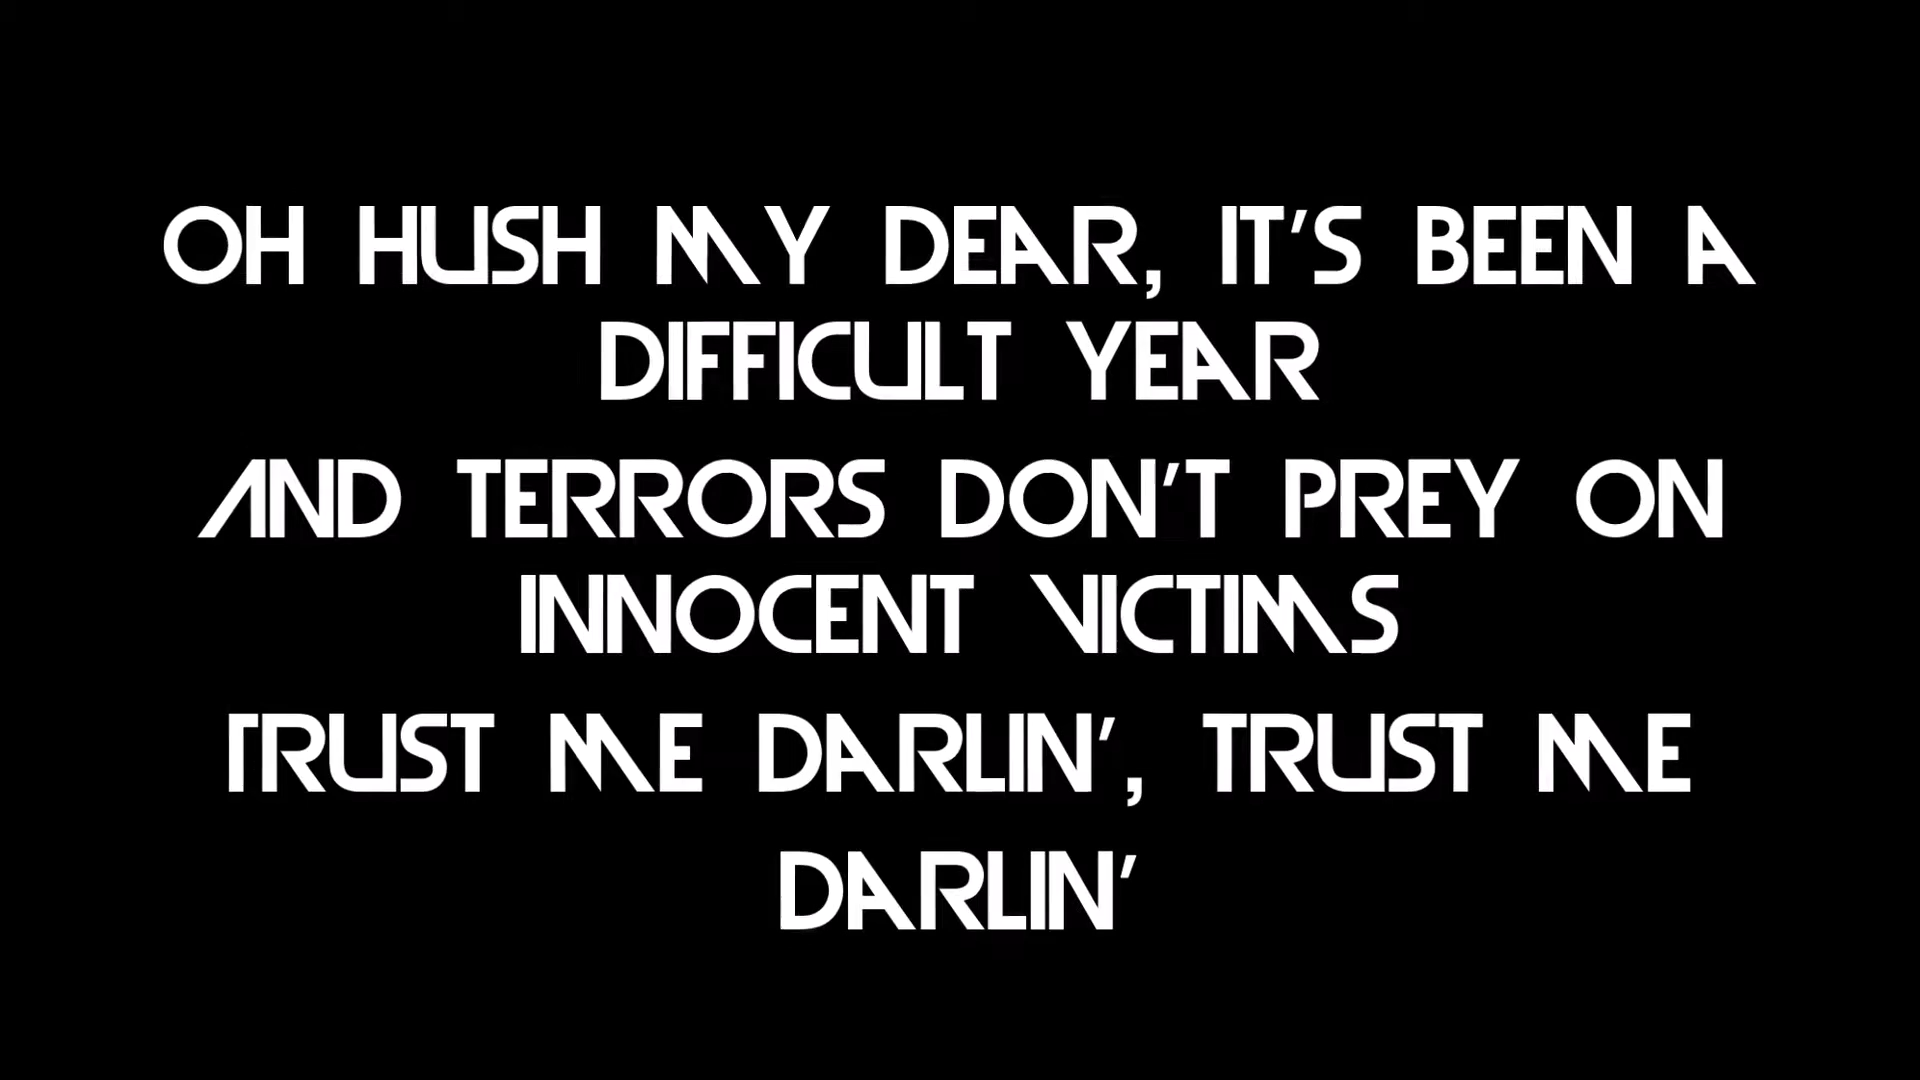 OH HUSH MY DEAR, IT'S BEEN A
DIFFICULT YEAR
AND TERRORS DON'T PREY ON
INNOCENT VICTIMS
TRUST ME DARLIN', TRUST ME
DARLIN'